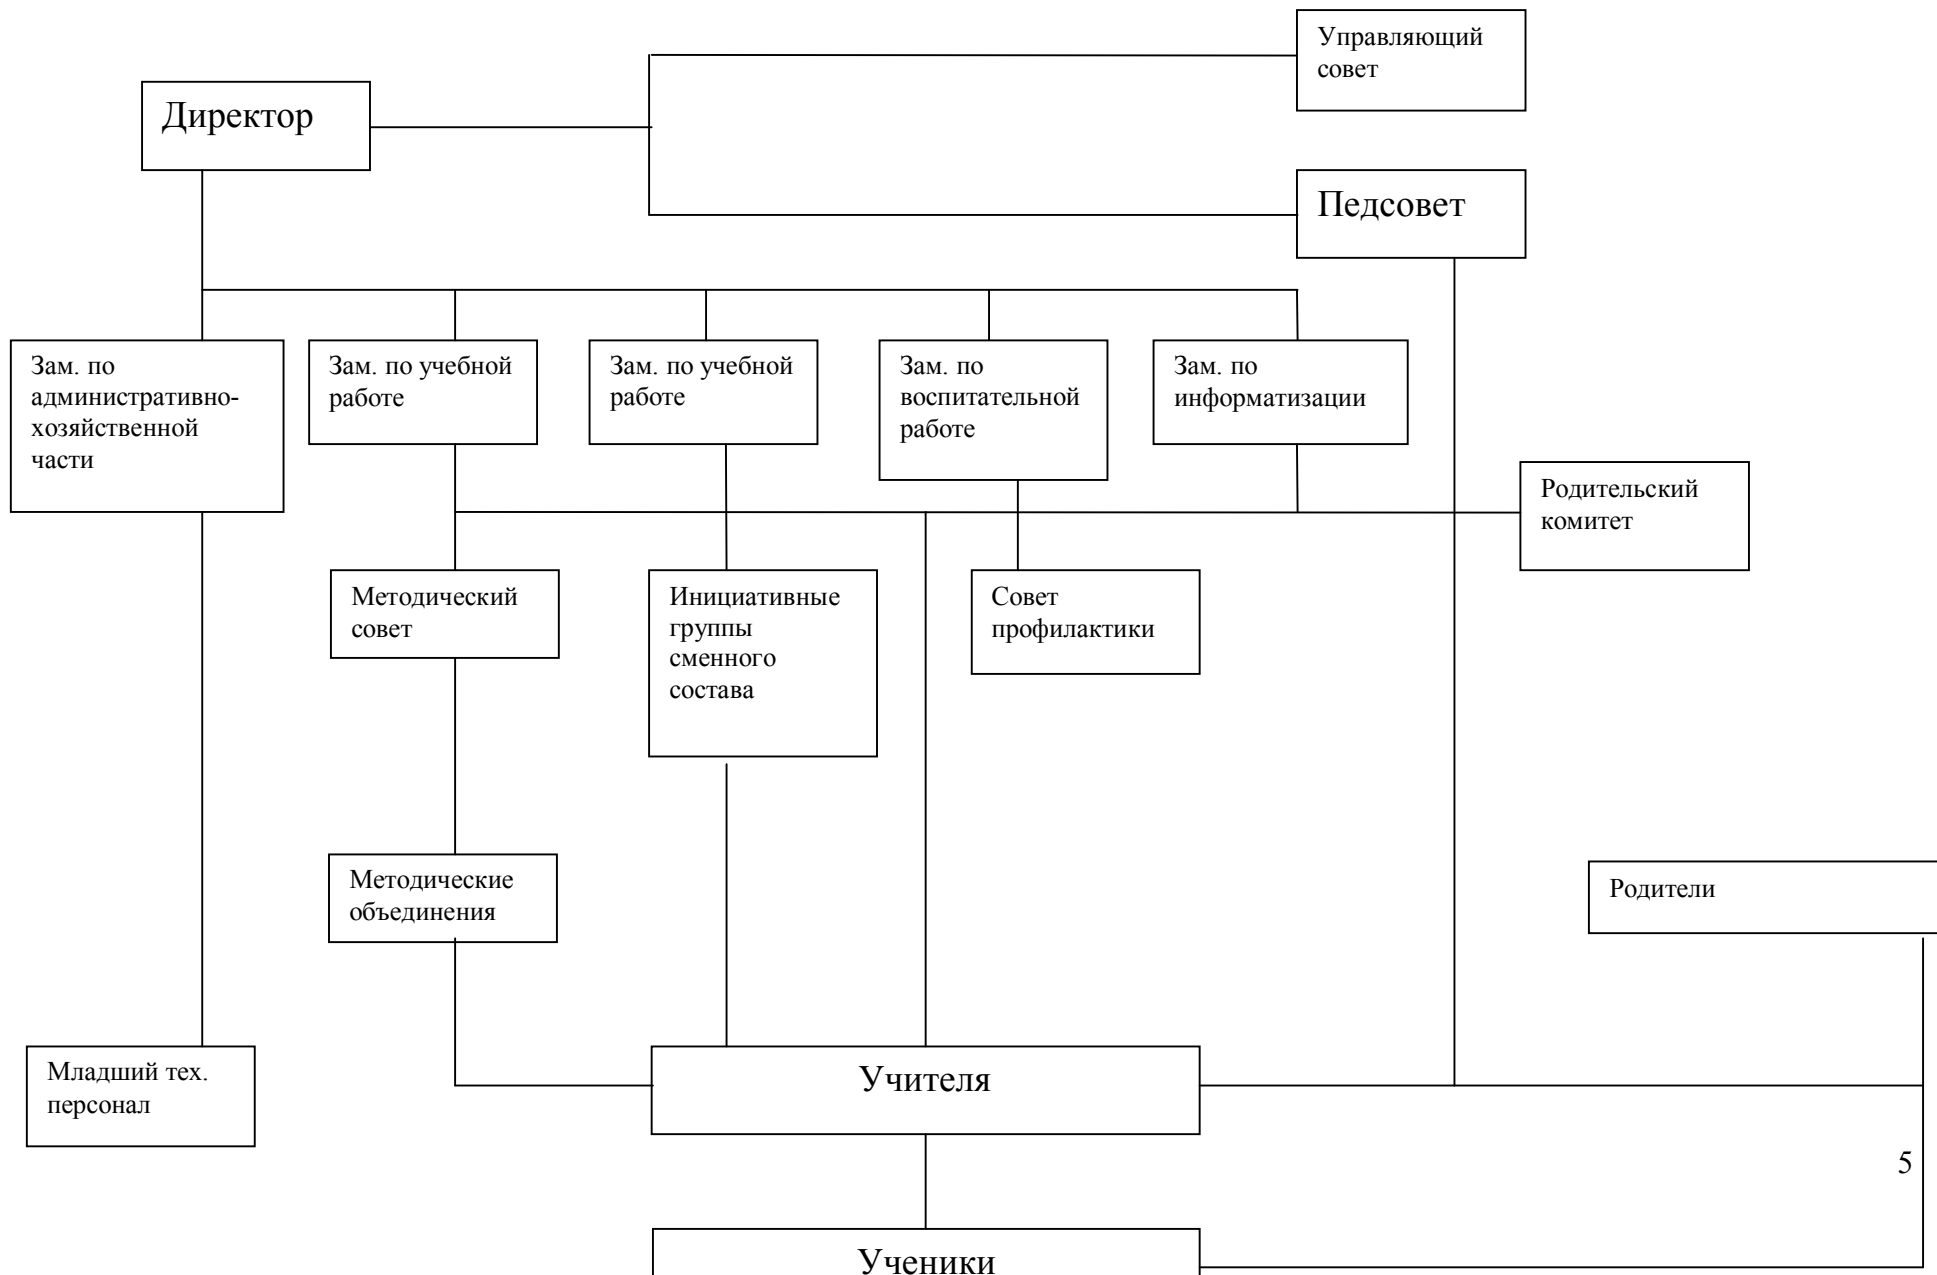 Управляющий
совет
Директор
Педсовет
Зам. по
административно-
хозяйственной
части
Зам. по учебной
работе
Зам. по учебной
работе
Зам. по
воспитательной
работе
Зам. по
информатизации
Родительский
комитет
Методический
совет
Инициативные
группы
сменного
состава
Совет
профилактики
Методические
объединения
Родители
Младший тех.
персонал
Учителя
5
Ученики